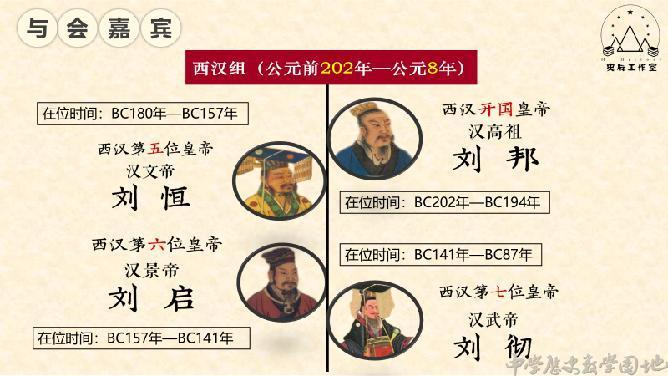 与会嘉宾
西汉组（公元前202年—公元8年）
在位时间：BC180年—BC157年
西汉第五位皇帝
汉文帝
刘恒
西汉第六位皇帝
汉景帝
刘启
在位时间：BC157年—BC141年
西汉开国皇帝
汉高祖
刘邦
在位时间：BC202年—BC194年
在位时间：BC141年—BC87年
西汉第七位皇帝
汉武帝
刘彻
中学历史教学园地